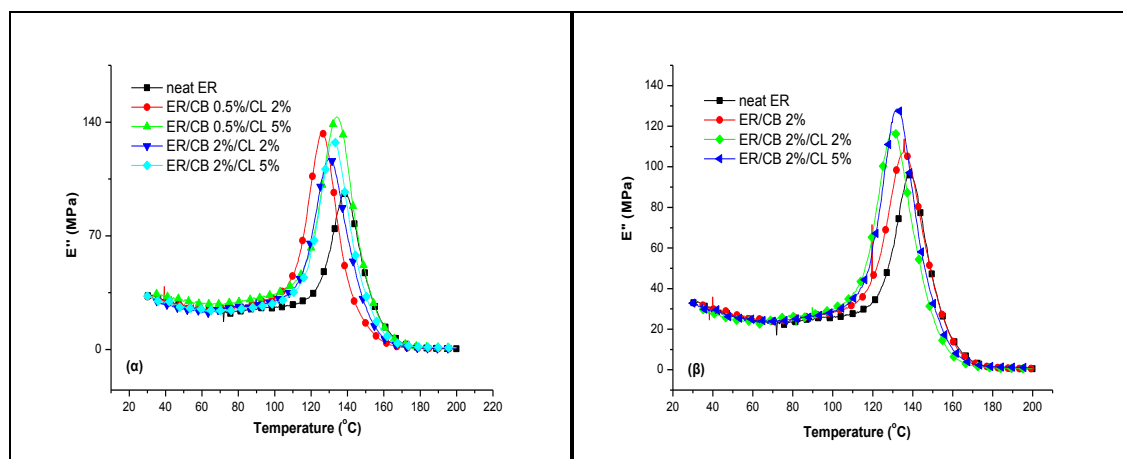 neat ER
ER/CB 0.5%/CL 2%
ER/CB 0.5%/CL 5%
ER/CB 2%/CL 2%
ER/CB 2%/CL 5%
E'' (MPa)
140
70
0
(α)
20 40 60 80 100 120 140 160 180 200 220
Temperature (°C)
neat ER
ER/CB 2%
ER/CB 2%/CL 2%
ER/CB 2%/CL 5%
E'' (MPa)
140
120
100
80
60
40
20
0
(β)
20 40 60 80 100 120 140 160 180 200
Temperature (°C)